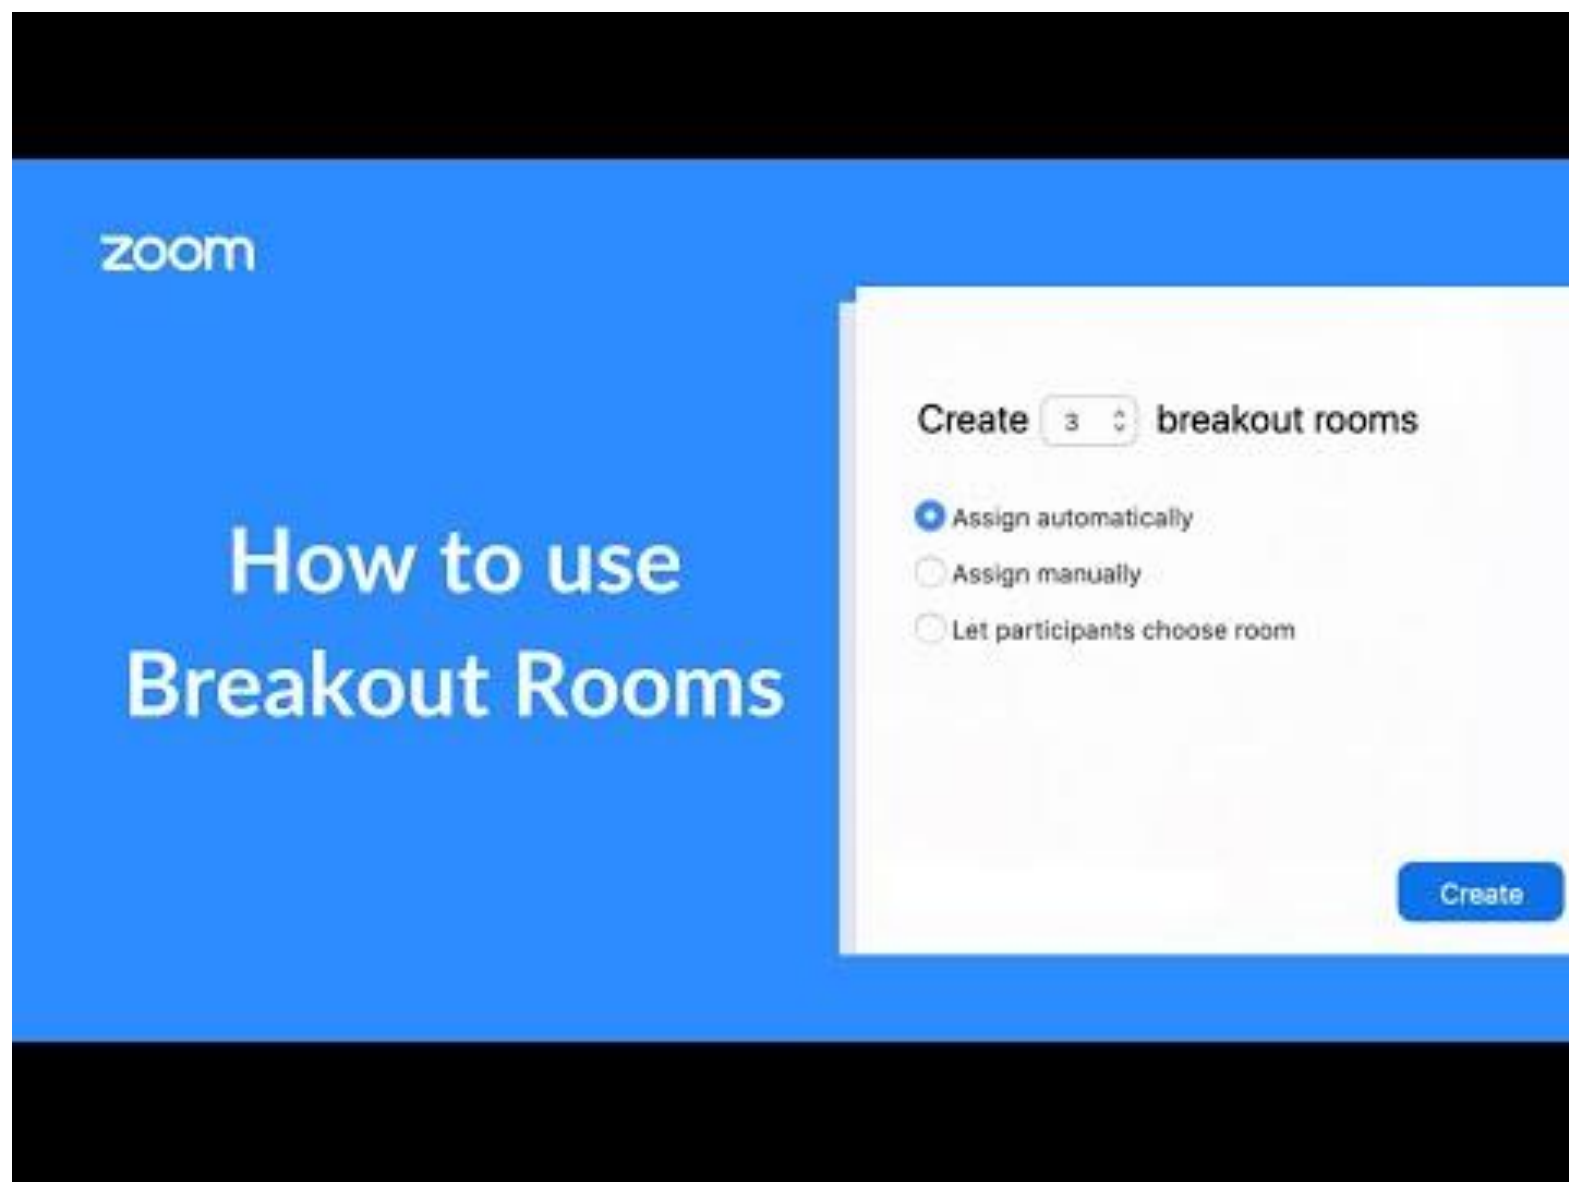 zoom
How to use
Breakout Rooms
Create 3 breakout rooms
Assign automatically
Assign manually
Let participants choose room
Create